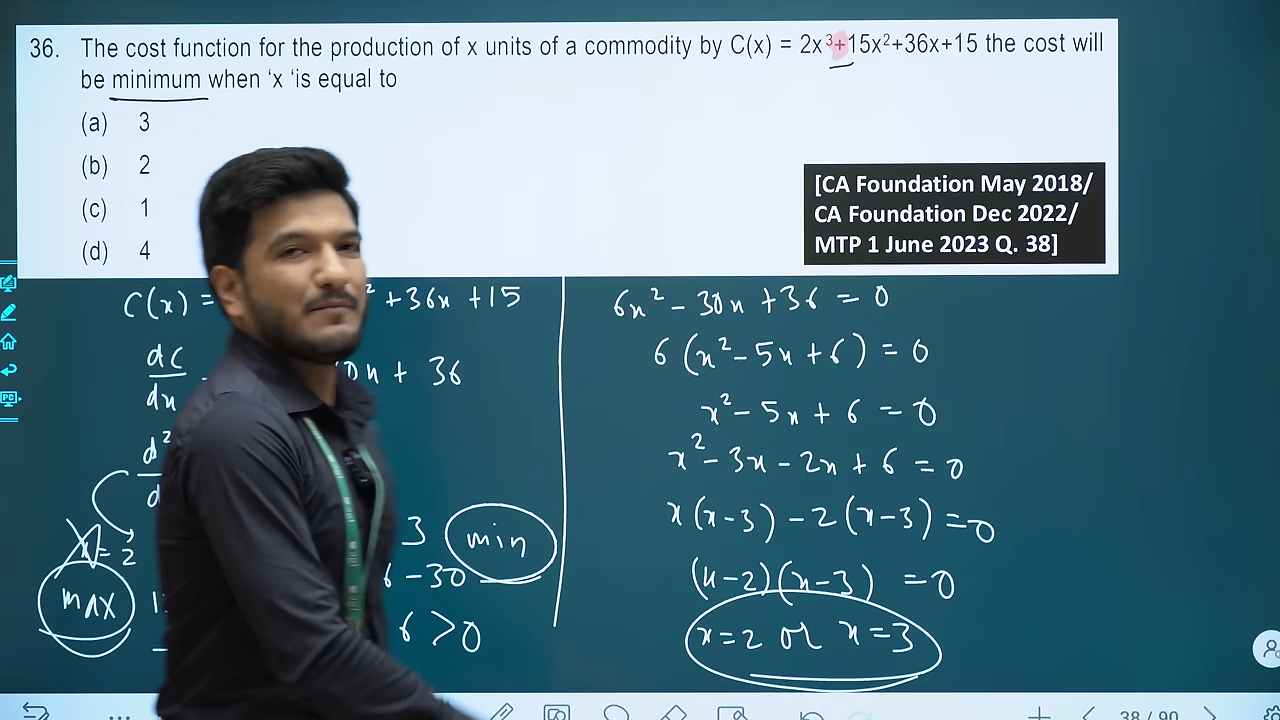 36. The cost function for the production of x units of a commodity by C(x) = 2x³+15x²+36x+15 the cost will
be minimum when ‘x ‘is equal to
(a) 3
(b) 2
(c) 1
(d) 4
[CA Foundation May 2018/
CA Foundation Dec 2022/
MTP 1 June 2023 Q. 38]
C(x) = ² +36x +15
dC/dx 0x + 36
d²
d
x = 2
max
3 min
6 - 30
6 >0
6x² - 30x + 36 = 0
6 (x² - 5x + 6) = 0
x² - 5x + 6 = 0
x² - 3x - 2x + 6 = 0
x(x-3) - 2(x-3) = 0
(x-2)(x-3) = 0
x=2 or x=3
PC
38 / 90